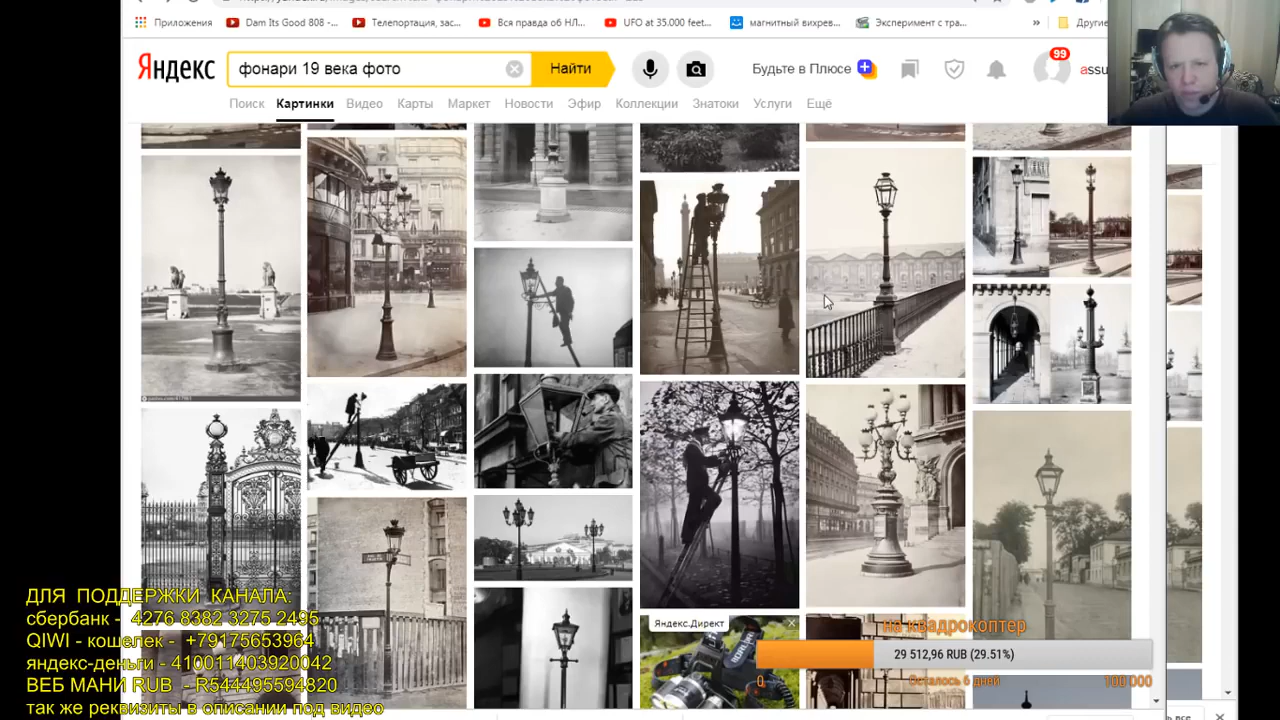 Приложения
Dam Its Good 808 -...
Телепортация, зас...
Вся правда об НЛ...
UFO at 35.000 feet...
магнитный вихрев...
Эксперимент с тра...
»
Другие
Яндекс
фонари 19 века фото
Найти
Будьте в Плюсе
99
assu
Поиск
Картинки
Видео
Карты
Маркет
Новости
Эфир
Коллекции
Знатоки
Услуги
Ещё
Яндекс.Директ
ДЛЯ ПОДДЕРЖКИ КАНАЛА:
сбербанк - 4276 8382 3275 2495
QIWI - кошелек - +79175653964
яндекс-деньги - 410011403920042
ВЕБ МАНИ RUB - R544495594820
так же реквизиты в описании под видео
на квадрокоптер
29 512,96 RUB (29.51%)
0
Осталось 6 дней
100 000